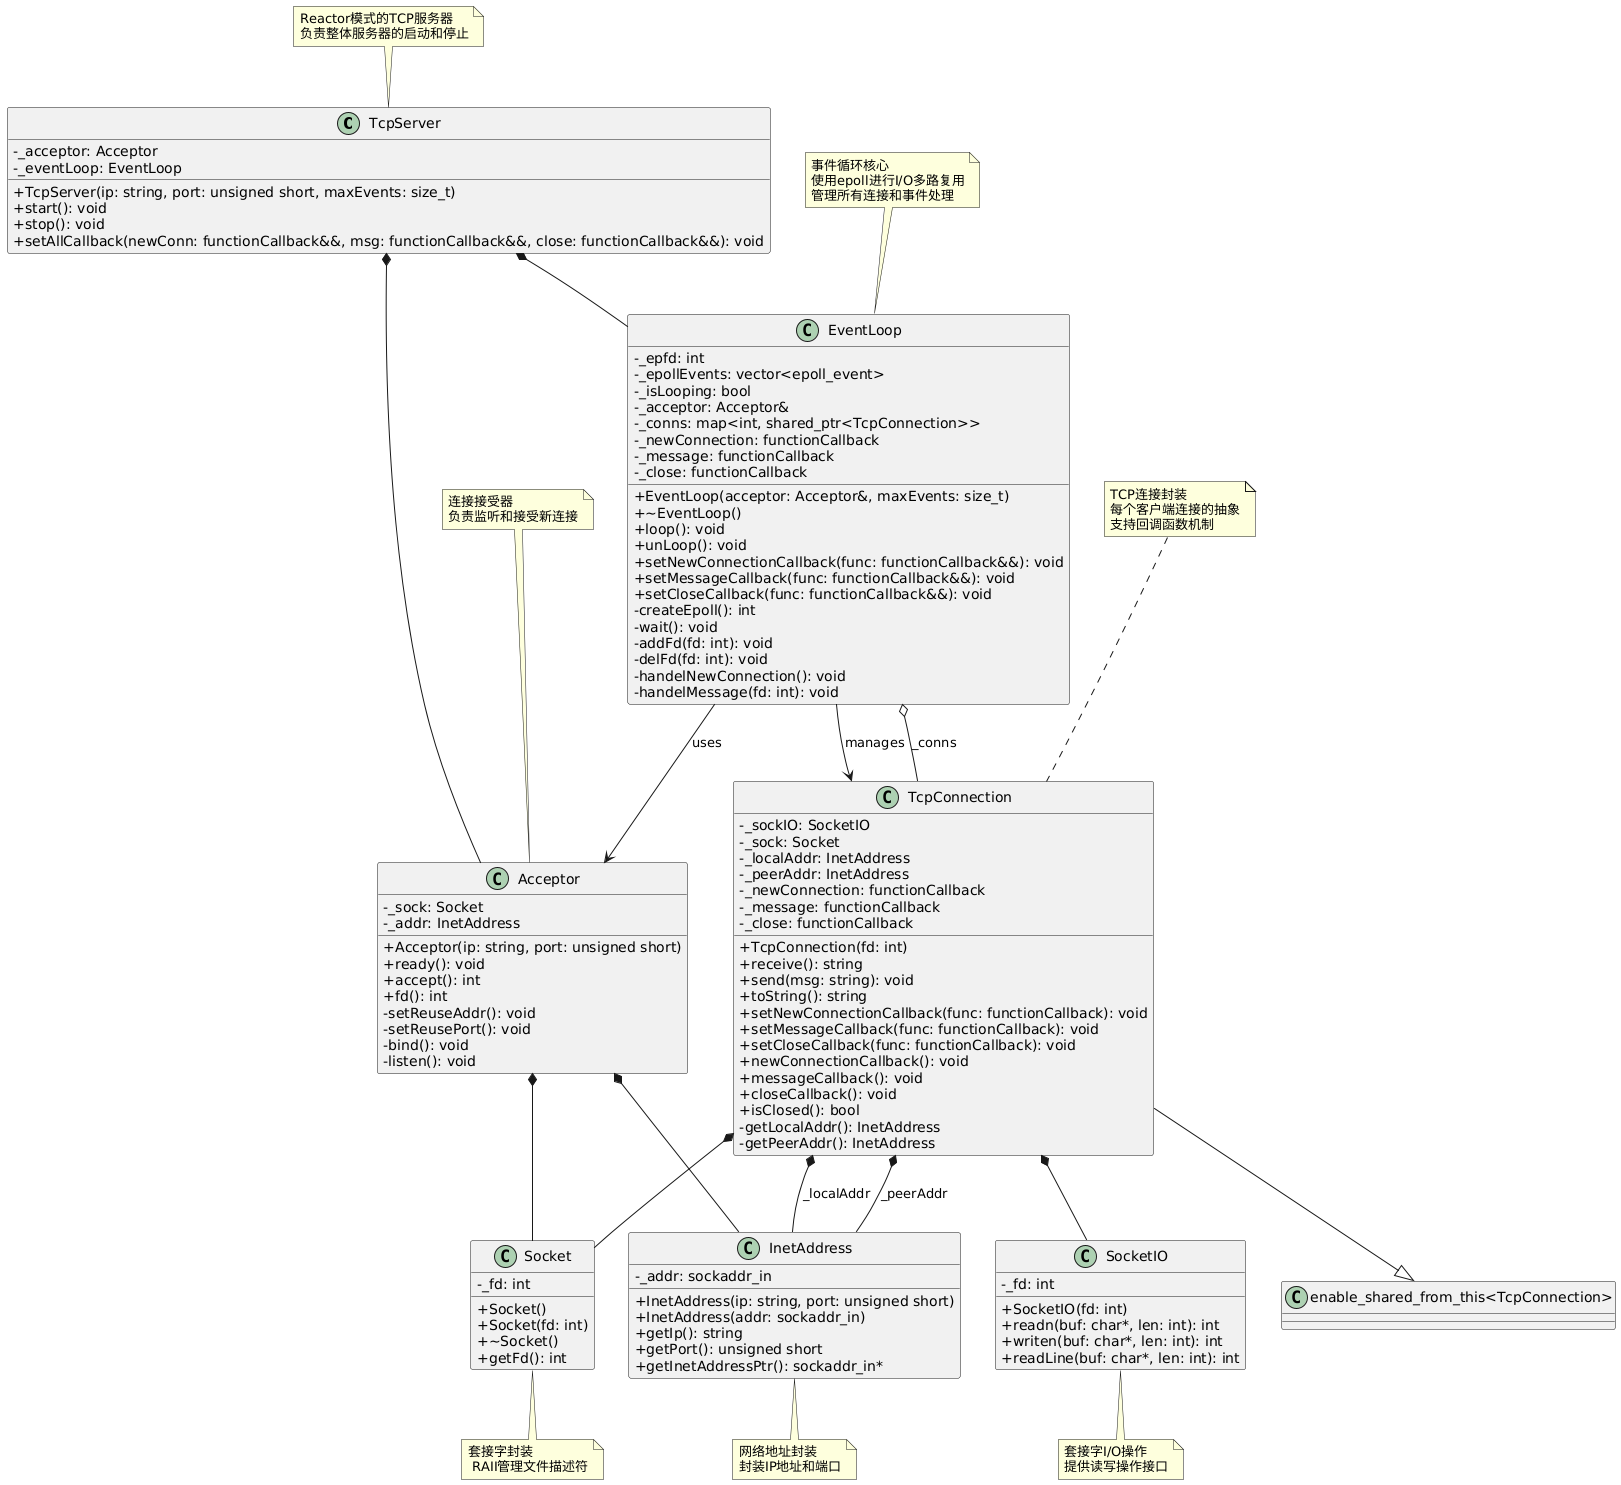 Reactor模式的TCP服务器
负责整体服务器的启动和停止
C TcpServer
-_acceptor: Acceptor
-_eventLoop: EventLoop
+TcpServer(ip: string, port: unsigned short, maxEvents: size_t)
+start(): void
+stop(): void
+setAllCallback(newConn: functionCallback&&, msg: functionCallback&&, close: functionCallback&&): void
事件循环核心
使用epoll进行I/O多路复用
管理所有连接和事件处理
C EventLoop
-_epfd: int
-_epollEvents: vector<epoll_event>
-_isLooping: bool
-_acceptor: Acceptor&
-_conns: map<int, shared_ptr<TcpConnection>>
-_newConnection: functionCallback
-_message: functionCallback
-_close: functionCallback
+EventLoop(acceptor: Acceptor&, maxEvents: size_t)
+~EventLoop()
+loop(): void
+unLoop(): void
+setNewConnectionCallback(func: functionCallback&&): void
+setMessageCallback(func: functionCallback&&): void
+setCloseCallback(func: functionCallback&&): void
-createEpoll(): int
-wait(): void
-addFd(fd: int): void
-delFd(fd: int): void
-handelNewConnection(): void
-handelMessage(fd: int): void
连接接受器
负责监听和接受新连接
TCP连接封装
每个客户端连接的抽象
支持回调函数机制
uses
manages
_conns
C Acceptor
-_sock: Socket
-_addr: InetAddress
+Acceptor(ip: string, port: unsigned short)
+ready(): void
+accept(): int
+fd(): int
-setReuseAddr(): void
-setReusePort(): void
-bind(): void
-listen(): void
C TcpConnection
-_sockIO: SocketIO
-_sock: Socket
-_localAddr: InetAddress
-_peerAddr: InetAddress
-_newConnection: functionCallback
-_message: functionCallback
-_close: functionCallback
+TcpConnection(fd: int)
+receive(): string
+send(msg: string): void
+toString(): string
+setNewConnectionCallback(func: functionCallback): void
+setMessageCallback(func: functionCallback): void
+setCloseCallback(func: functionCallback): void
+newConnectionCallback(): void
+messageCallback(): void
+closeCallback(): void
+isClosed(): bool
-getLocalAddr(): InetAddress
-getPeerAddr(): InetAddress
_localAddr
_peerAddr
C Socket
-_fd: int
+Socket()
+Socket(fd: int)
+~Socket()
+getFd(): int
C InetAddress
-_addr: sockaddr_in
+InetAddress(ip: string, port: unsigned short)
+InetAddress(addr: sockaddr_in)
+getIp(): string
+getPort(): unsigned short
+getInetAddressPtr(): sockaddr_in*
C SocketIO
-_fd: int
+SocketIO(fd: int)
+readn(buf: char*, len: int): int
+writen(buf: char*, len: int): int
+readLine(buf: char*, len: int): int
C enable_shared_from_this<TcpConnection>
套接字封装
RAII管理文件描述符
网络地址封装
封装IP地址和端口
套接字I/O操作
提供读写操作接口